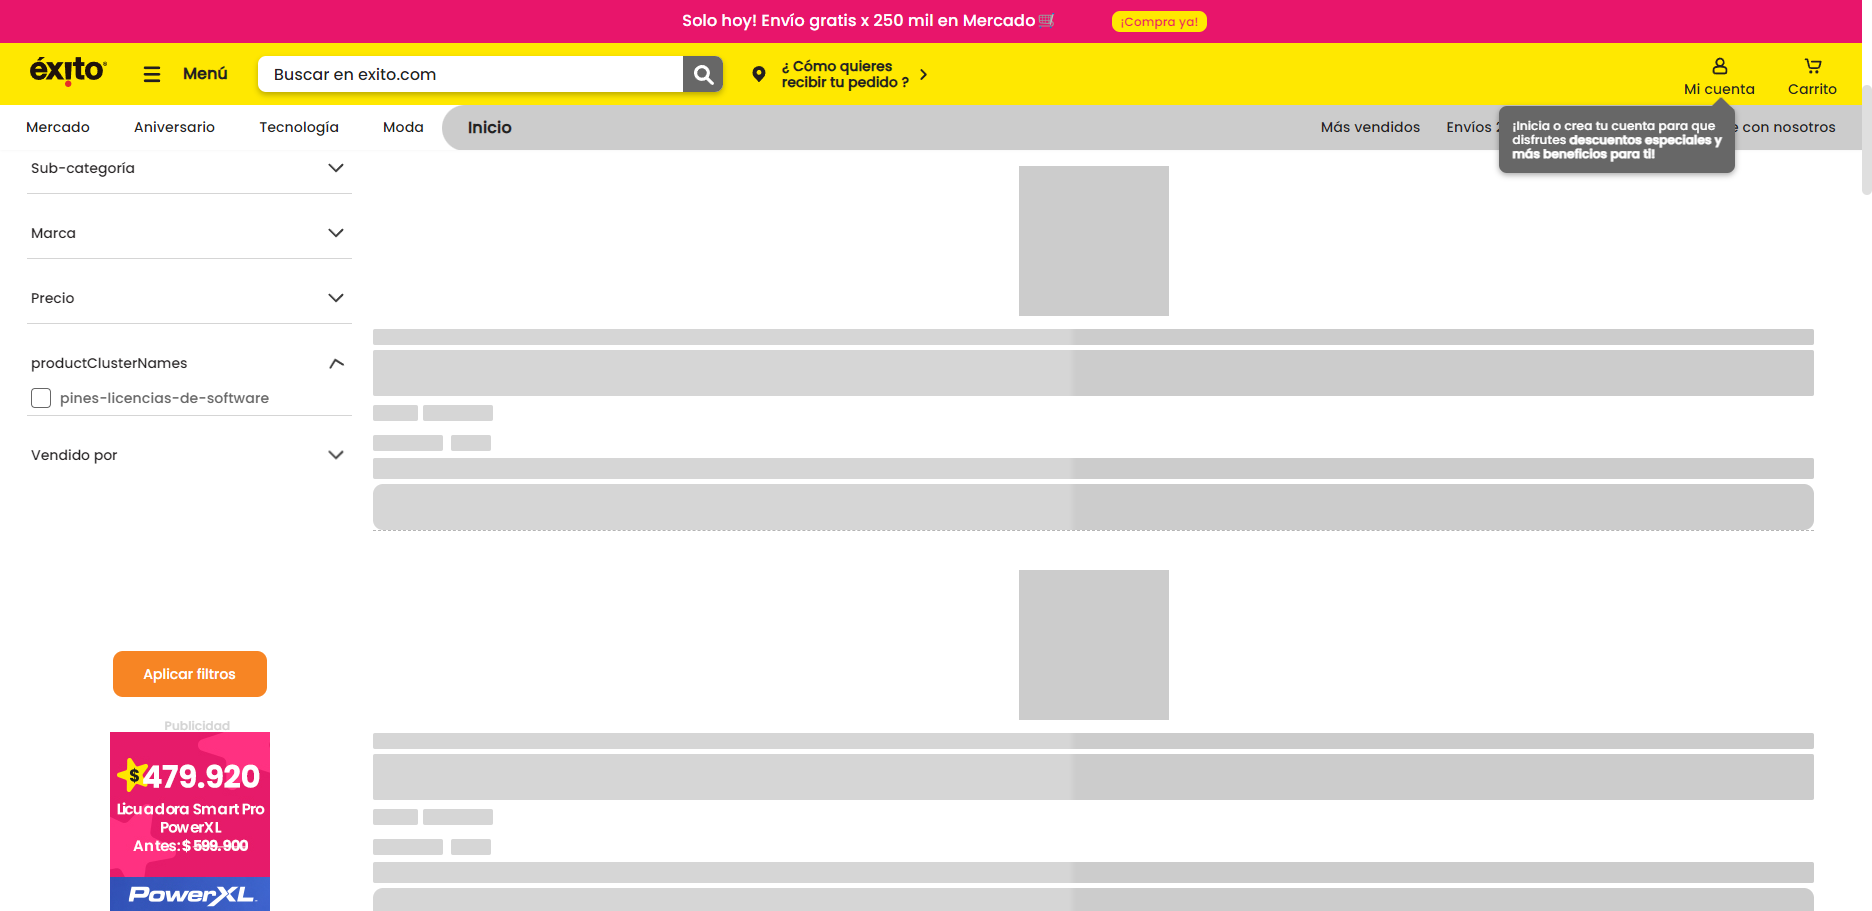 Solo hoy! Envío gratis x 250 mil en Mercado
¡Compra ya!
éxito
Menú
Buscar en exito.com
¿ Cómo quieres
recibir tu pedido ?
Mi cuenta
Carrito
Mercado
Aniversario
Tecnología
Moda
Inicio
Más vendidos
Envíos
e con nosotros
¡Inicia o crea tu cuenta para que
disfrutes descuentos especiales y
más beneficios para ti!
Sub-categoría
Marca
Precio
productClusterNames
pines-licencias-de-software
Vendido por
Aplicar filtros
Publicidad
$479.920
Licuadora Smart Pro
PowerXL
Antes: $ 599.900
PowerXL